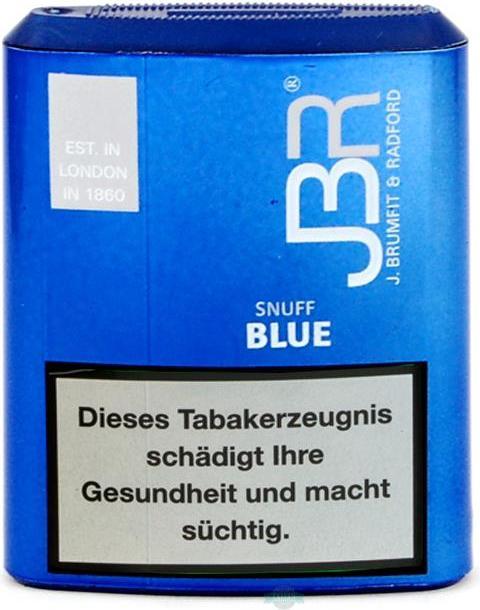 EST. IN
LONDON
IN 1860
JBR®
J. BRUMFIT & RADFORD
SNUFF
BLUE
Dieses Tabakerzeugnis
schädigt Ihre
Gesundheit und macht
süchtig.